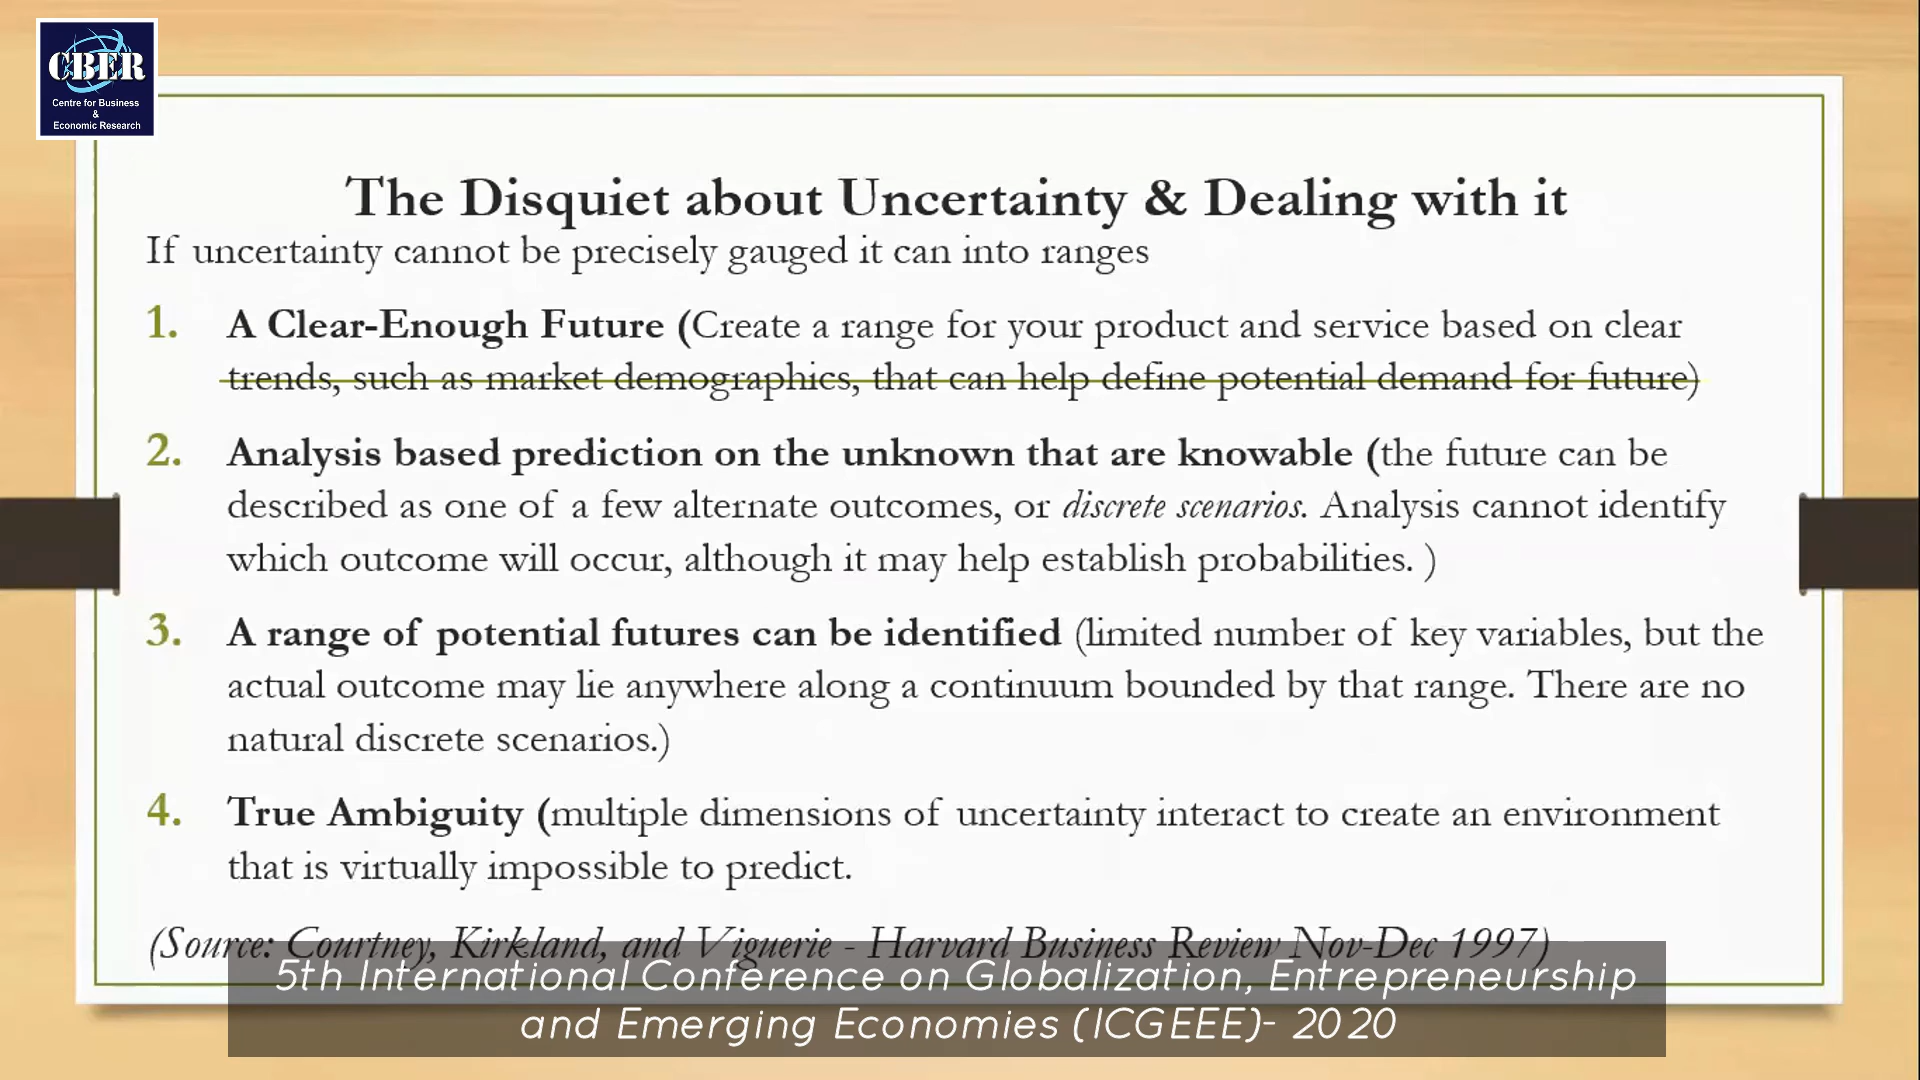 CBER
Centre for Business
&
Economic Research
The Disquiet about Uncertainty & Dealing with it
If uncertainty cannot be precisely gauged it can into ranges
1. A Clear-Enough Future (Create a range for your product and service based on clear
trends, such as market demographics, that can help define potential demand for future)
2. Analysis based prediction on the unknown that are knowable (the future can be
described as one of a few alternate outcomes, or discrete scenarios. Analysis cannot identify
which outcome will occur, although it may help establish probabilities. )
3. A range of potential futures can be identified (limited number of key variables, but the
actual outcome may lie anywhere along a continuum bounded by that range. There are no
natural discrete scenarios.)
4. True Ambiguity (multiple dimensions of uncertainty interact to create an environment
that is virtually impossible to predict.
(Source: Courtney, Kirkland, and Viguerie - Harvard Business Review Nov-Dec 1997)
5th International Conference on Globalization, Entrepreneurship
and Emerging Economies (ICGEEE)- 2020